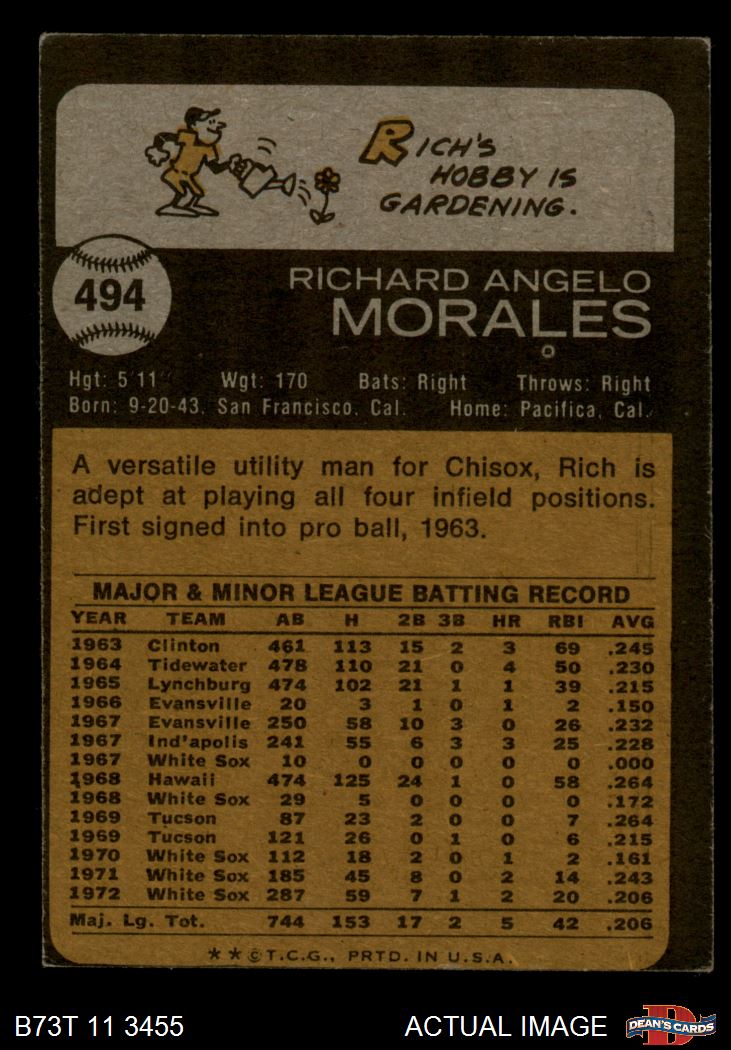 RICH'S
HOBBY IS
GARDENING.
494
RICHARD ANGELO
MORALES
Hgt: 5'11" Wgt: 170 Bats: Right Throws: Right
Born: 9-20-43, San Francisco, Cal. Home: Pacifica, Cal.
A versatile utility man for Chisox, Rich is
adept at playing all four infield positions.
First signed into pro ball, 1963.
MAJOR & MINOR LEAGUE BATTING RECORD
YEAR TEAM AB H 2B 3B HR RBI AVG
1963 Clinton 461 113 15 2 3 69 .245
1964 Tidewater 478 110 21 0 4 50 .230
1965 Lynchburg 474 102 21 1 1 39 .215
1966 Evansville 20 3 1 0 1 2 .150
1967 Evansville 250 58 10 3 0 26 .232
1967 Ind'apolis 241 55 6 3 3 25 .228
1967 White Sox 10 0 0 0 0 0 .000
1968 Hawaii 474 125 24 1 0 58 .264
1968 White Sox 29 5 0 0 0 0 .172
1969 Tucson 87 23 2 0 0 7 .264
1969 Tucson 121 26 0 1 0 6 .215
1970 White Sox 112 18 2 0 1 2 .161
1971 White Sox 185 45 8 0 2 14 .243
1972 White Sox 287 59 7 1 2 20 .206
Maj. Lg. Tot. 744 153 17 2 5 42 .206
**©T.C.G., PRTD. IN U.S.A.
B73T 11 3455 ACTUAL IMAGE DEAN'S CARDS